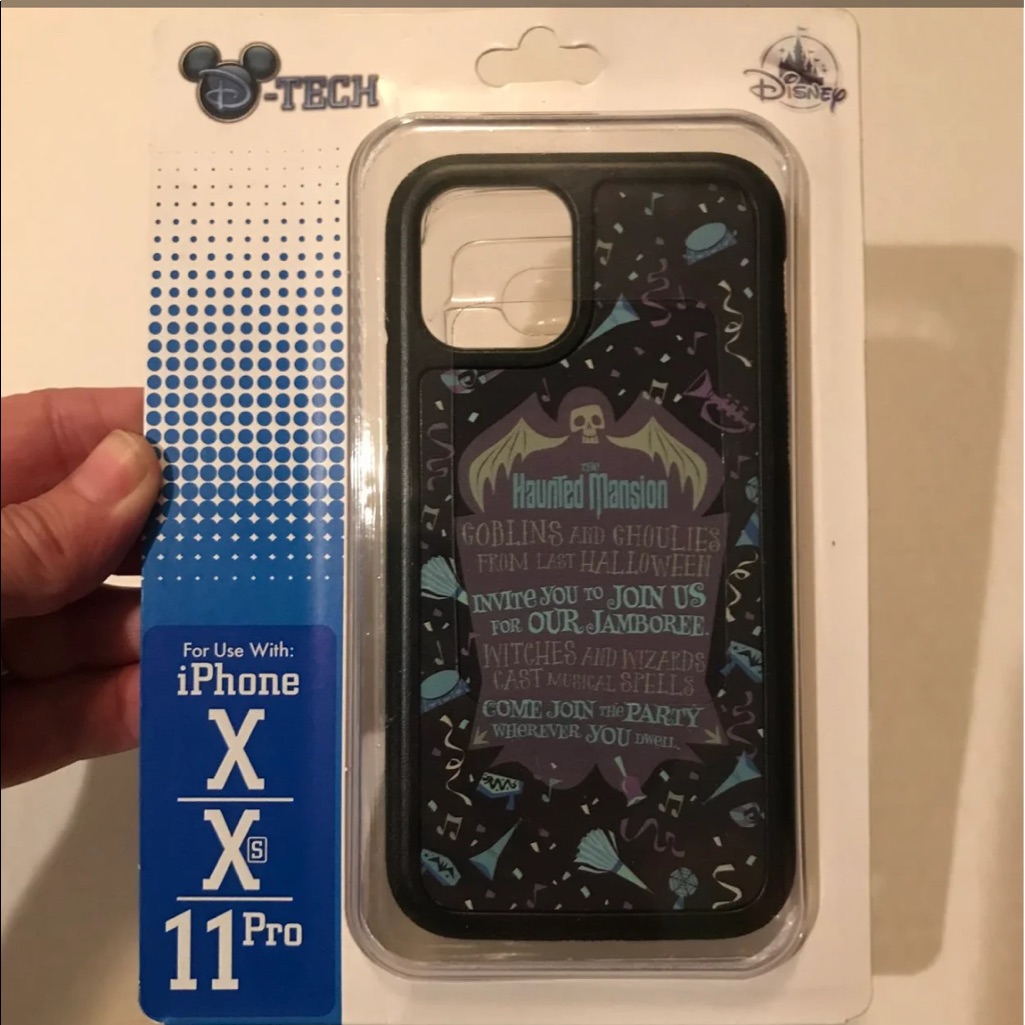 D-TECH
DISNEY
THE
Haunted Mansion
GOBLINS AND GHOULIES
FROM LAST HALLOWEEN
INVITE YOU TO JOIN US
FOR OUR JAMBOREE.
WITCHES AND WIZARDS
CAST MUSICAL SPELLS
COME JOIN THE PARTY
WHEREVER YOU DWELL.
For Use With:
iPhone
X
XS
11 Pro